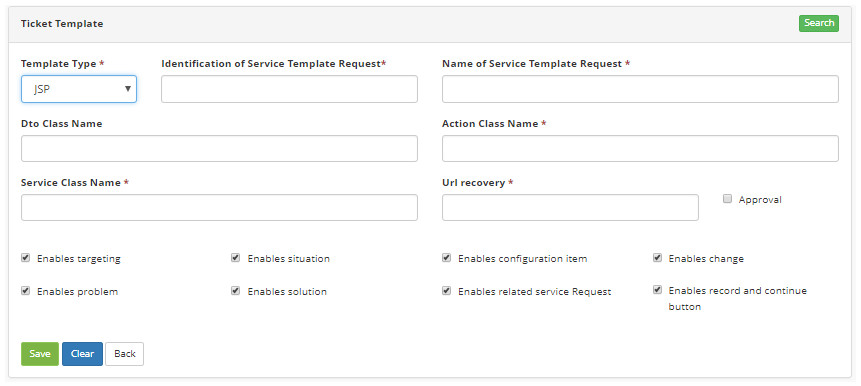 Ticket Template
Search
Template Type *
Identification of Service Template Request*
Name of Service Template Request *
JSP
Dto Class Name
Action Class Name *
Service Class Name *
Url recovery *
Approval
Enables targeting
Enables situation
Enables configuration item
Enables change
Enables problem
Enables solution
Enables related service Request
Enables record and continue
button
Save
Clear
Back